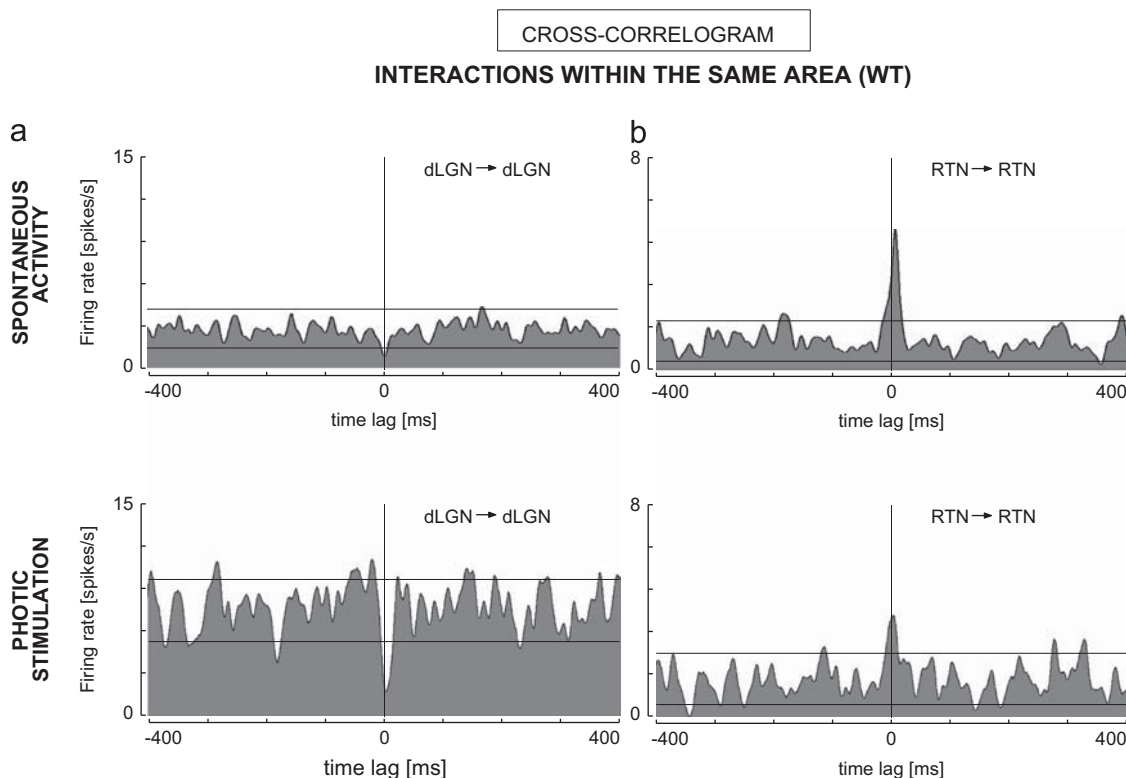 CROSS-CORRELOGRAM
INTERACTIONS WITHIN THE SAME AREA (WT)
a
b
SPONTANEOUS
ACTIVITY
Firing rate [spikes/s]
15
0
dLGN → dLGN
-400
0
400
time lag [ms]
8
0
RTN → RTN
-400
0
400
time lag [ms]
PHOTIC
STIMULATION
Firing rate [spikes/s]
15
0
dLGN → dLGN
-400
0
400
time lag [ms]
8
0
RTN → RTN
-400
0
400
time lag [ms]